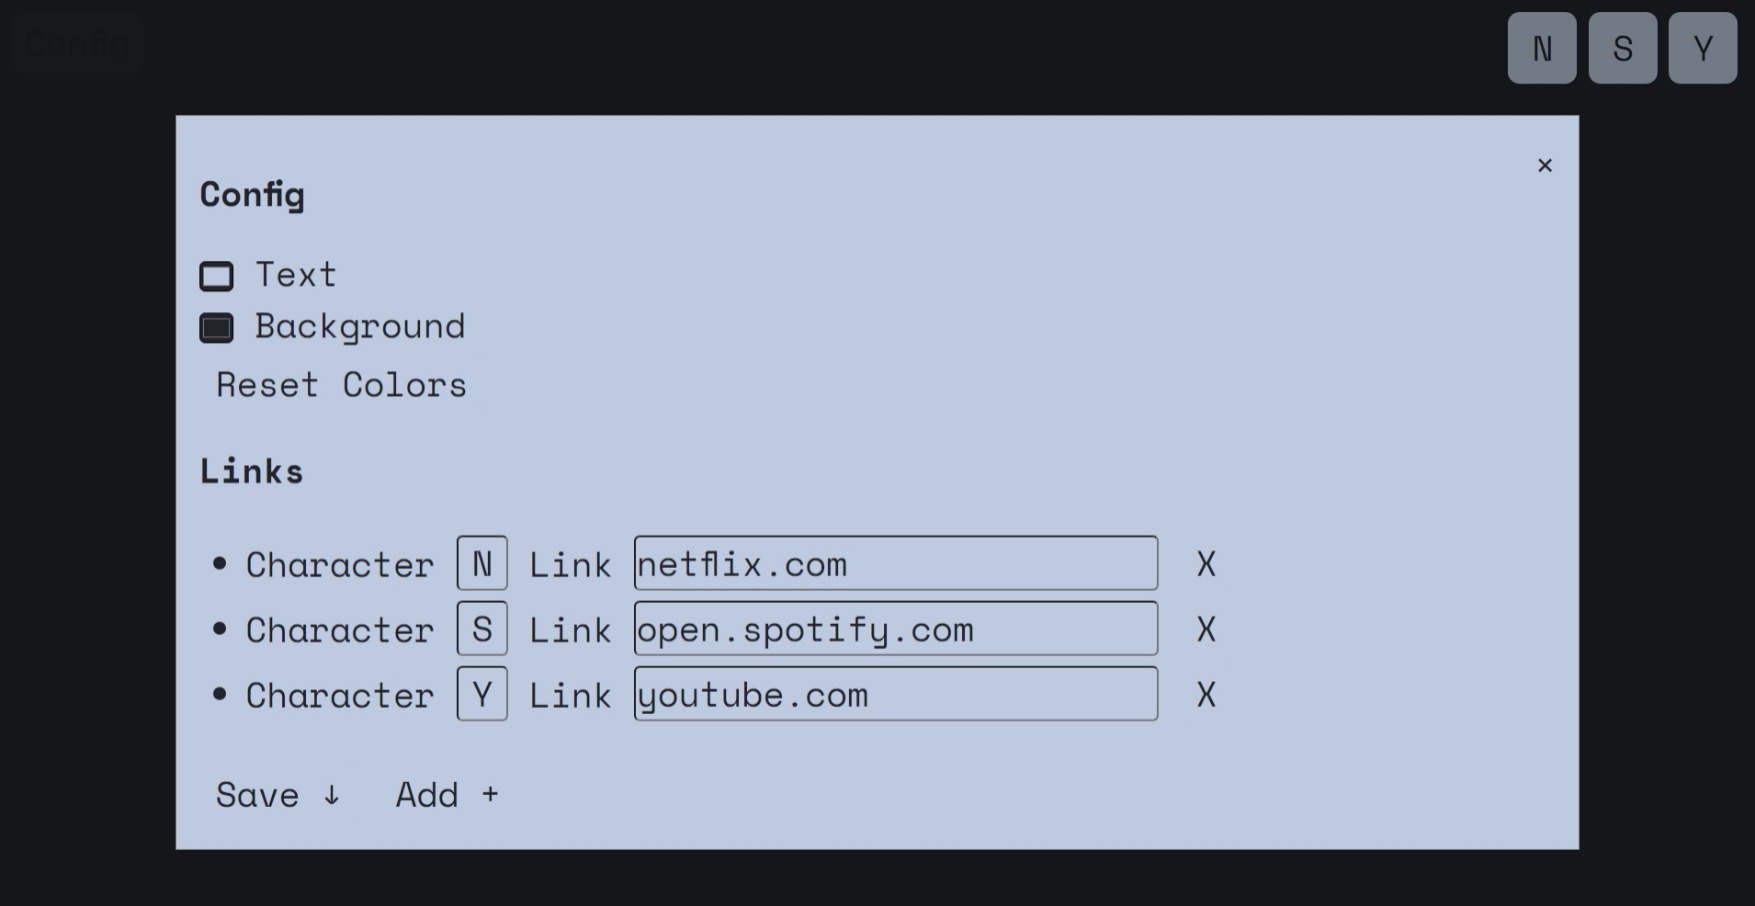 Config
N S Y
×
Config
Text
Background
Reset Colors
Links
• Character N Link netflix.com X
• Character S Link open.spotify.com X
• Character Y Link youtube.com X
Save ↓ Add +